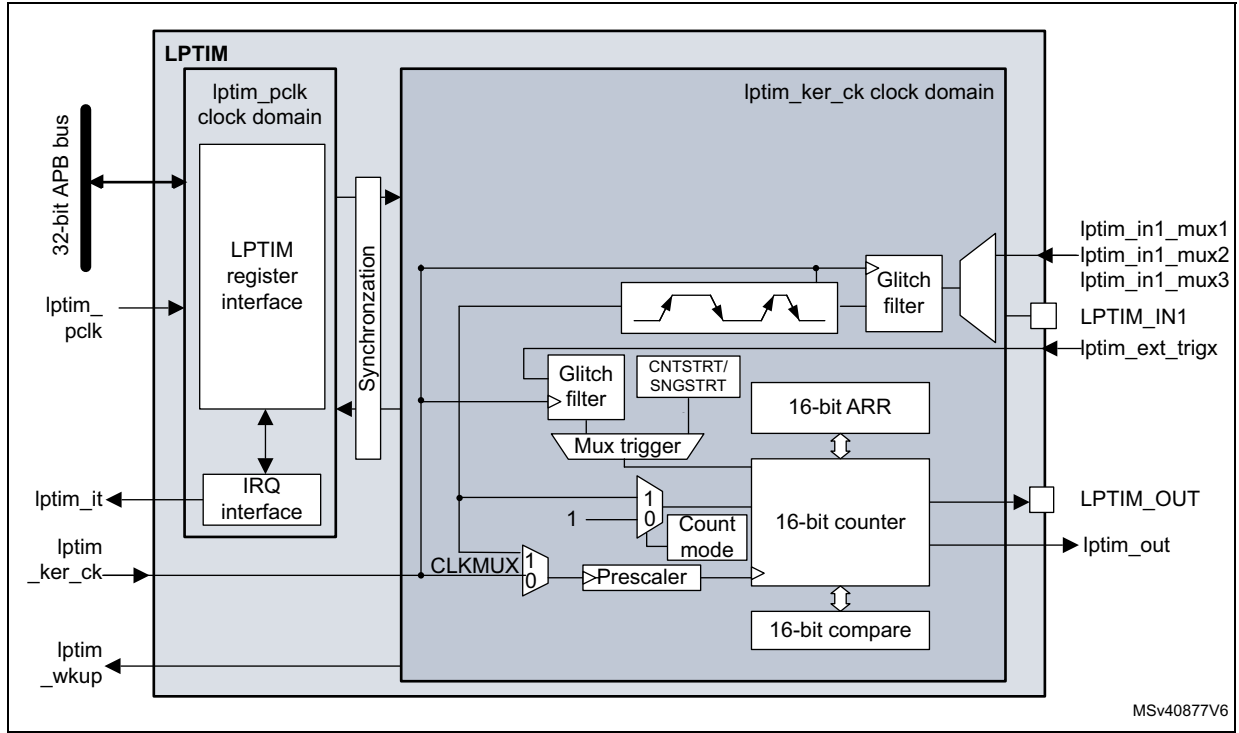 LPTIM
lptim_pclk
clock domain
lptim_ker_ck clock domain
32-bit APB bus
LPTIM
register
interface
Synchronzation
lptim_
pclk
lptim_in1_mux1
lptim_in1_mux2
lptim_in1_mux3
Glitch
filter
LPTIM_IN1
lptim_ext_trigx
Glitch
filter
CNTSTRT/
SNGSTRT
16-bit ARR
Mux trigger
IRQ
interface
lptim_it
1
0
1
Count
mode
16-bit counter
LPTIM_OUT
lptim_out
lptim
_ker_ck
CLKMUX
1
0
Prescaler
16-bit compare
lptim
_wkup
MSv40877V6